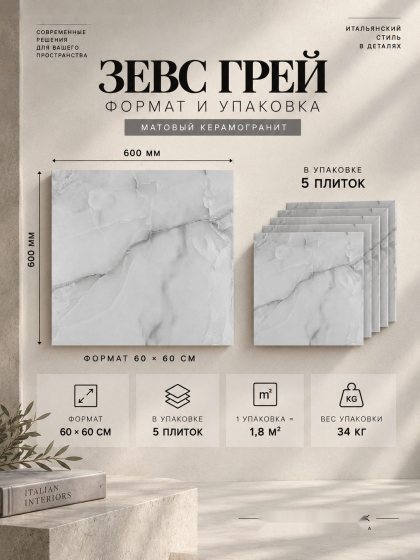 СОВРЕМЕННЫЕ
РЕШЕНИЯ
ДЛЯ ВАШЕГО
ПРОСТРАНСТВА
ИТАЛЬЯНСКИЙ
СТИЛЬ
В ДЕТАЛЯХ
ЗЕВС ГРЕЙ
ФОРМАТ И УПАКОВКА
МАТОВЫЙ КЕРАМОГРАНИТ
600 ММ
600 ММ
В УПАКОВКЕ
5 ПЛИТОК
ФОРМАТ 60 × 60 СМ
ФОРМАТ
60 × 60 СМ
В УПАКОВКЕ
5 ПЛИТОК
m²
1 УПАКОВКА =
1,8 М²
KG
ВЕС УПАКОВКИ
34 КГ
ITALIAN
INTERIORS